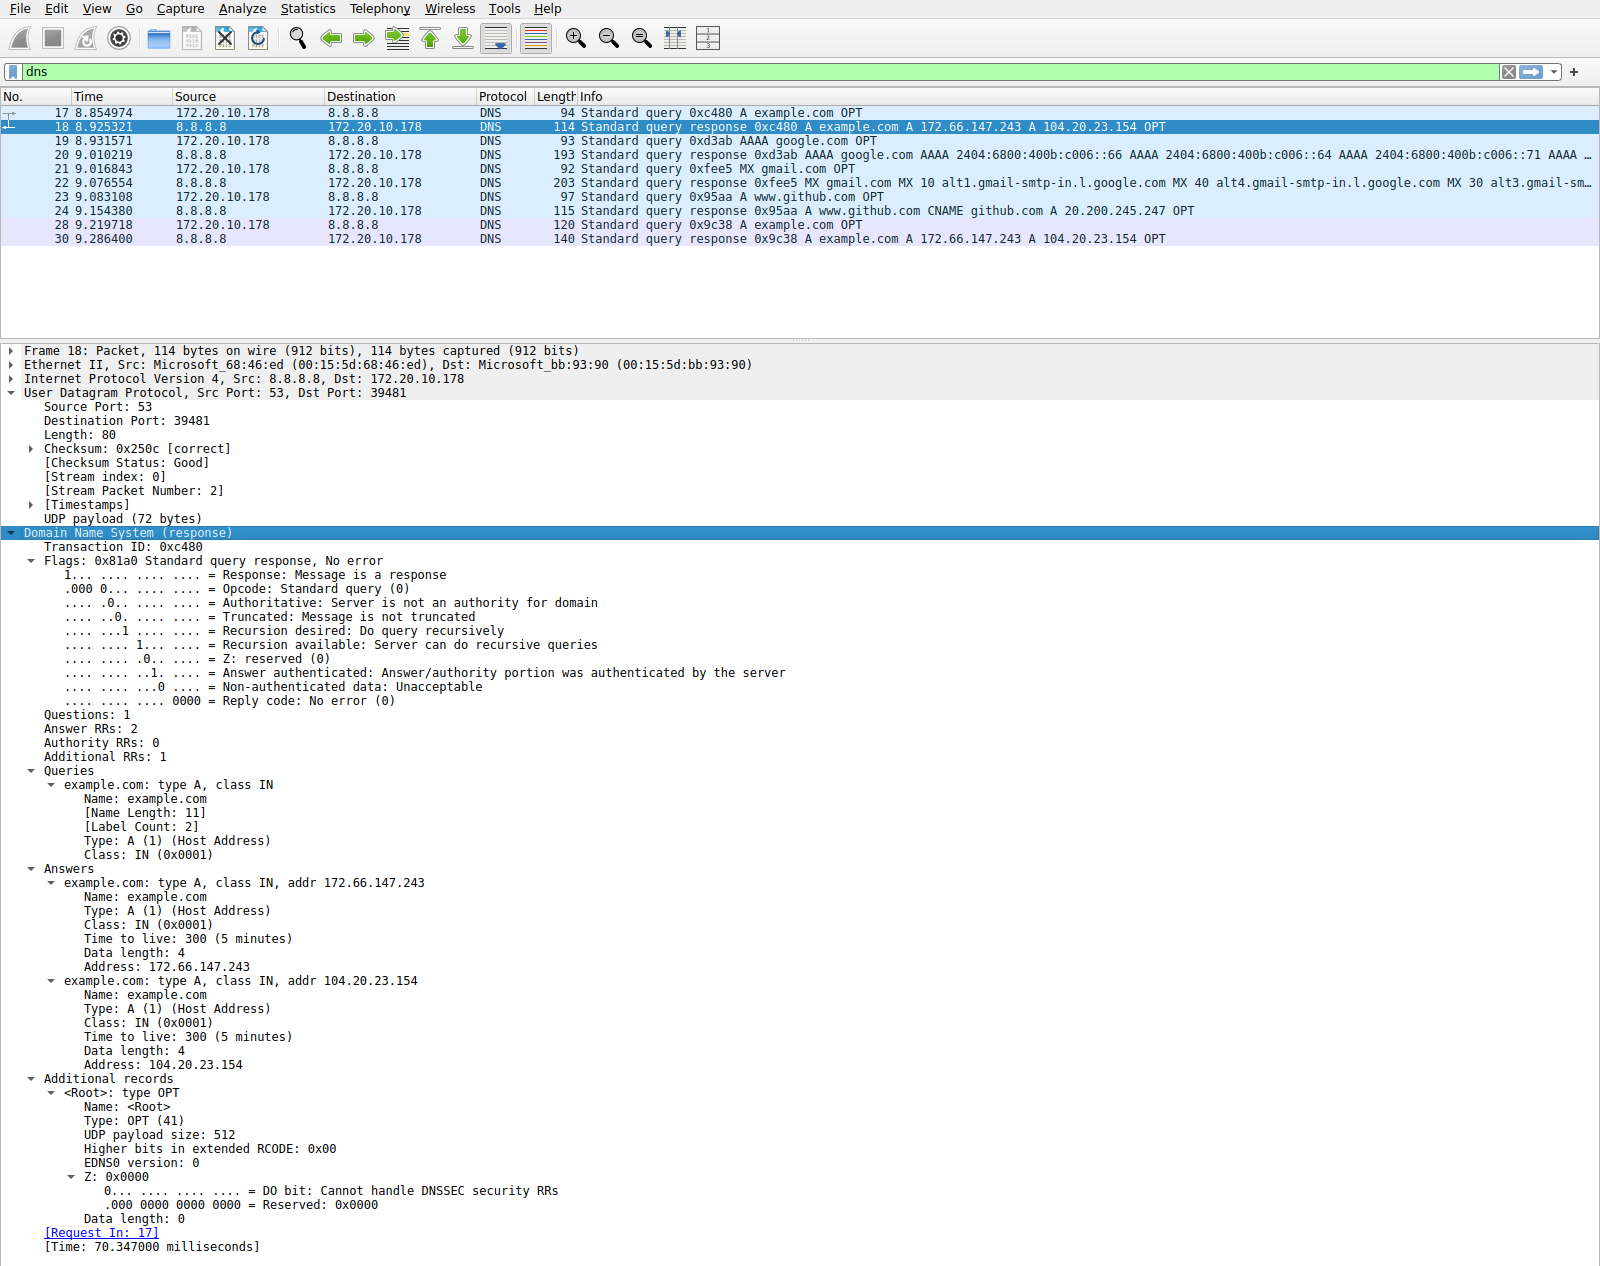 File Edit View Go Capture Analyze Statistics Telephony Wireless Tools Help
dns
No. Time Source Destination Protocol Length Info
17 8.854974 172.20.10.178 8.8.8.8 DNS 94 Standard query 0xc480 A example.com OPT
18 8.925321 8.8.8.8 172.20.10.178 DNS 114 Standard query response 0xc480 A example.com A 172.66.147.243 A 104.20.23.154 OPT
19 8.931571 172.20.10.178 8.8.8.8 DNS 93 Standard query 0xd3ab AAAA google.com OPT
20 9.010219 8.8.8.8 172.20.10.178 DNS 193 Standard query response 0xd3ab AAAA google.com AAAA 2404:6800:400b:c006::66 AAAA 2404:6800:400b:c006::64 AAAA 2404:6800:400b:c006::71 AAAA …
21 9.016843 172.20.10.178 8.8.8.8 DNS 92 Standard query 0xfee5 MX gmail.com OPT
22 9.076554 8.8.8.8 172.20.10.178 DNS 203 Standard query response 0xfee5 MX gmail.com MX 10 alt1.gmail-smtp-in.l.google.com MX 40 alt4.gmail-smtp-in.l.google.com MX 30 alt3.gmail-sm…
23 9.083108 172.20.10.178 8.8.8.8 DNS 97 Standard query 0x95aa A www.github.com OPT
24 9.154380 8.8.8.8 172.20.10.178 DNS 115 Standard query response 0x95aa A www.github.com CNAME github.com A 20.200.245.247 OPT
28 9.219718 172.20.10.178 8.8.8.8 DNS 120 Standard query 0x9c38 A example.com OPT
30 9.286400 8.8.8.8 172.20.10.178 DNS 140 Standard query response 0x9c38 A example.com A 172.66.147.243 A 104.20.23.154 OPT
Frame 18: Packet, 114 bytes on wire (912 bits), 114 bytes captured (912 bits)
Ethernet II, Src: Microsoft_68:46:ed (00:15:5d:68:46:ed), Dst: Microsoft_bb:93:90 (00:15:5d:bb:93:90)
Internet Protocol Version 4, Src: 8.8.8.8, Dst: 172.20.10.178
User Datagram Protocol, Src Port: 53, Dst Port: 39481
Source Port: 53
Destination Port: 39481
Length: 80
Checksum: 0x250c [correct]
[Checksum Status: Good]
[Stream index: 0]
[Stream Packet Number: 2]
[Timestamps]
UDP payload (72 bytes)
Domain Name System (response)
Transaction ID: 0xc480
Flags: 0x81a0 Standard query response, No error
1... .... .... .... = Response: Message is a response
.000 0... .... .... = Opcode: Standard query (0)
.... .0.. .... .... = Authoritative: Server is not an authority for domain
.... ..0. .... .... = Truncated: Message is not truncated
.... ...1 .... .... = Recursion desired: Do query recursively
.... .... 1... .... = Recursion available: Server can do recursive queries
.... .... .0.. .... = Z: reserved (0)
.... .... ..1. .... = Answer authenticated: Answer/authority portion was authenticated by the server
.... .... ...0 .... = Non-authenticated data: Unacceptable
.... .... .... 0000 = Reply code: No error (0)
Questions: 1
Answer RRs: 2
Authority RRs: 0
Additional RRs: 1
Queries
example.com: type A, class IN
Name: example.com
[Name Length: 11]
[Label Count: 2]
Type: A (1) (Host Address)
Class: IN (0x0001)
Answers
example.com: type A, class IN, addr 172.66.147.243
Name: example.com
Type: A (1) (Host Address)
Class: IN (0x0001)
Time to live: 300 (5 minutes)
Data length: 4
Address: 172.66.147.243
example.com: type A, class IN, addr 104.20.23.154
Name: example.com
Type: A (1) (Host Address)
Class: IN (0x0001)
Time to live: 300 (5 minutes)
Data length: 4
Address: 104.20.23.154
Additional records
<Root>: type OPT
Name: <Root>
Type: OPT (41)
UDP payload size: 512
Higher bits in extended RCODE: 0x00
EDNS0 version: 0
Z: 0x0000
0... .... .... .... = DO bit: Cannot handle DNSSEC security RRs
.000 0000 0000 0000 = Reserved: 0x0000
Data length: 0
[Request In: 17]
[Time: 70.347000 milliseconds]